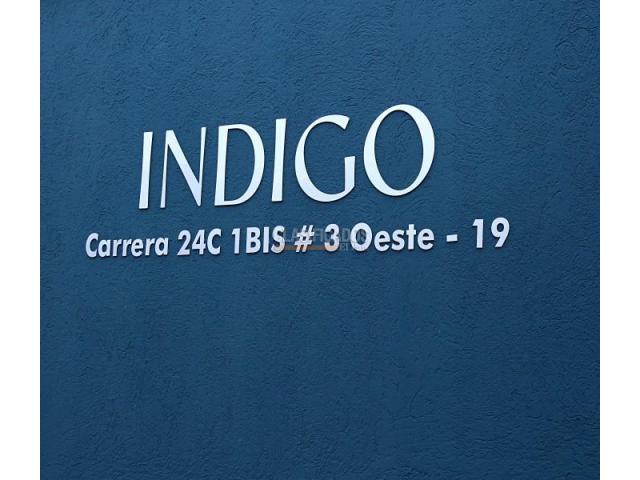 INDIGO
Carrera 24C 1BIS # 3 Oeste - 19